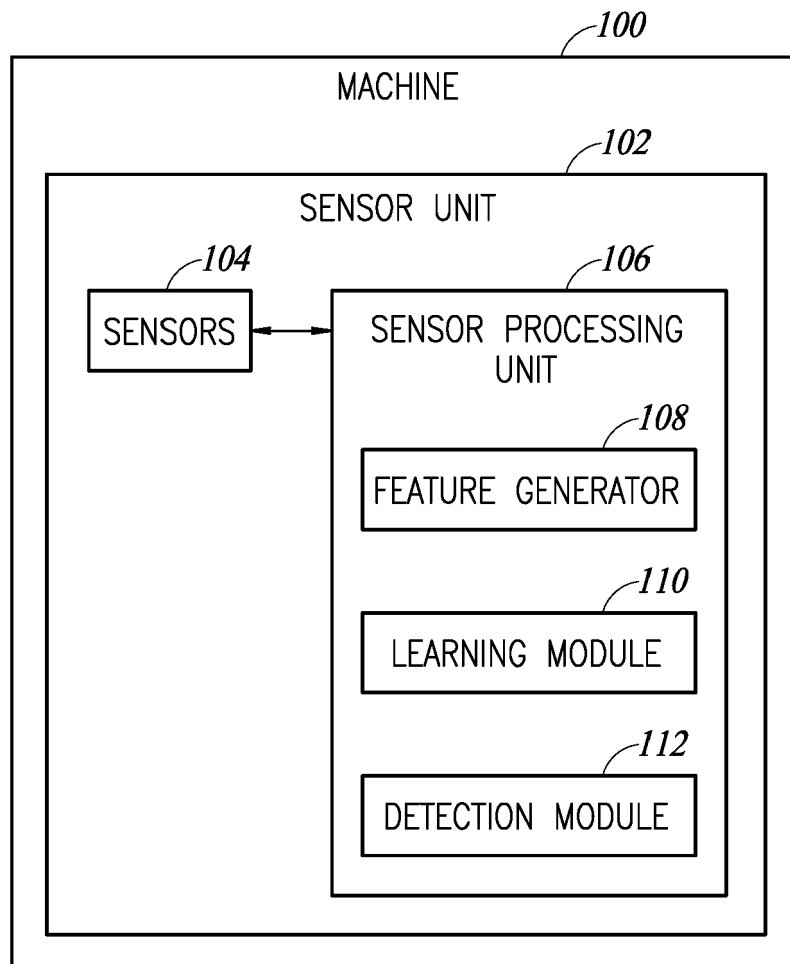 100
MACHINE
102
SENSOR UNIT
104
SENSORS
106
SENSOR PROCESSING
UNIT
108
FEATURE GENERATOR
110
LEARNING MODULE
112
DETECTION MODULE